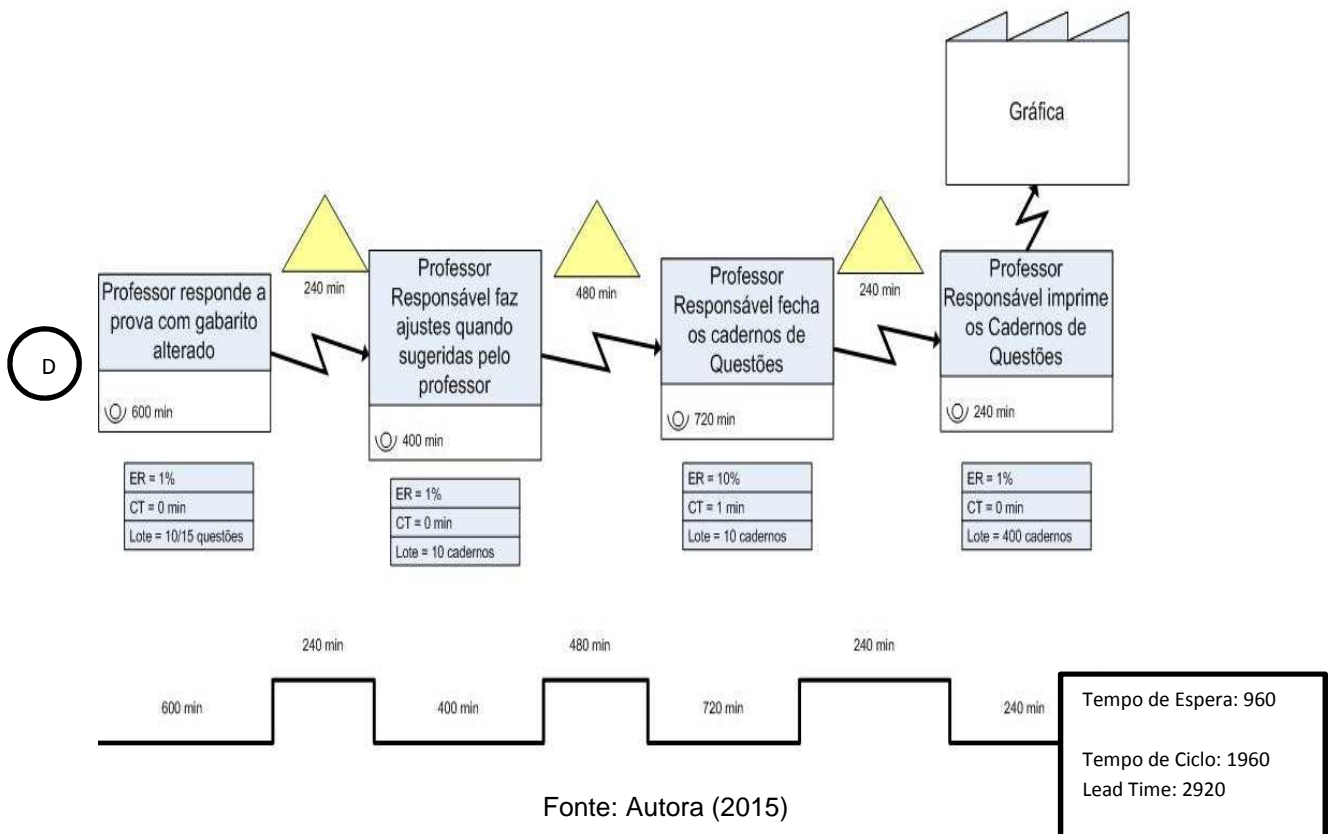 Gráfica
D
Professor responde a
prova com gabarito
alterado
600 min
ER = 1%
CT = 0 min
Lote = 10/15 questões
240 min
Professor
Responsável faz
ajustes quando
sugeridas pelo
professor
400 min
ER = 1%
CT = 0 min
Lote = 10 cadernos
480 min
Professor
Responsável fecha
os cadernos de
Questões
720 min
ER = 10%
CT = 1 min
Lote = 10 cadernos
240 min
Professor
Responsável imprime
os Cadernos de
Questões
240 min
ER = 1%
CT = 0 min
Lote = 400 cadernos
600 min
240 min
400 min
480 min
720 min
240 min
240 min
Tempo de Espera: 960
Tempo de Ciclo: 1960
Lead Time: 2920
Fonte: Autora (2015)